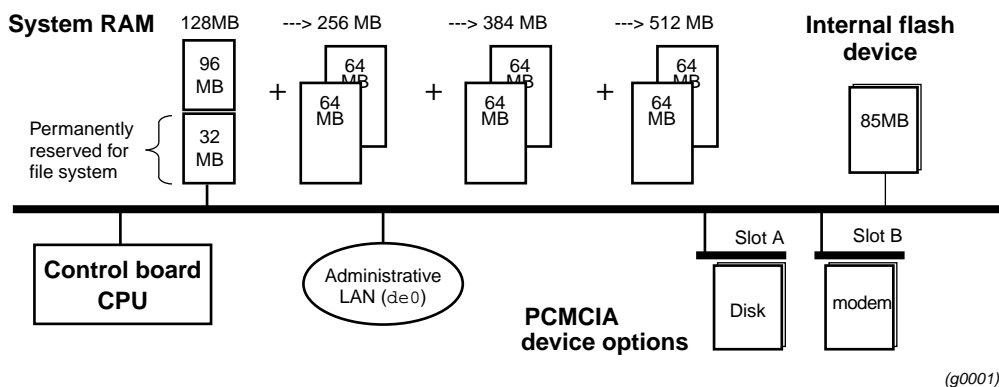 System RAM
128MB
---> 256 MB
---> 384 MB
---> 512 MB
Internal flash
device
96
MB
64
MB
64
MB
64
MB
64
MB
64
MB
64
MB
+
+
+
85MB
Permanently
reserved for
file system
32
MB
Control board
CPU
Administrative
LAN (de0)
Slot A
Slot B
Disk
modem
PCMCIA
device options
(g0001)